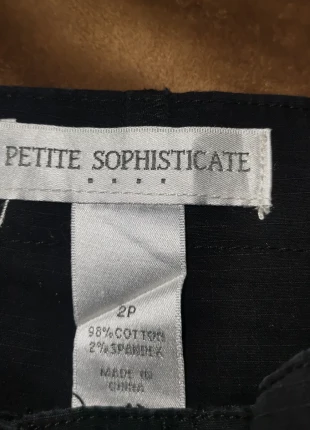 PETITE SOPHISTICATE
2P
98% COTTON
2% SPANDEX
MADE IN
CHINA